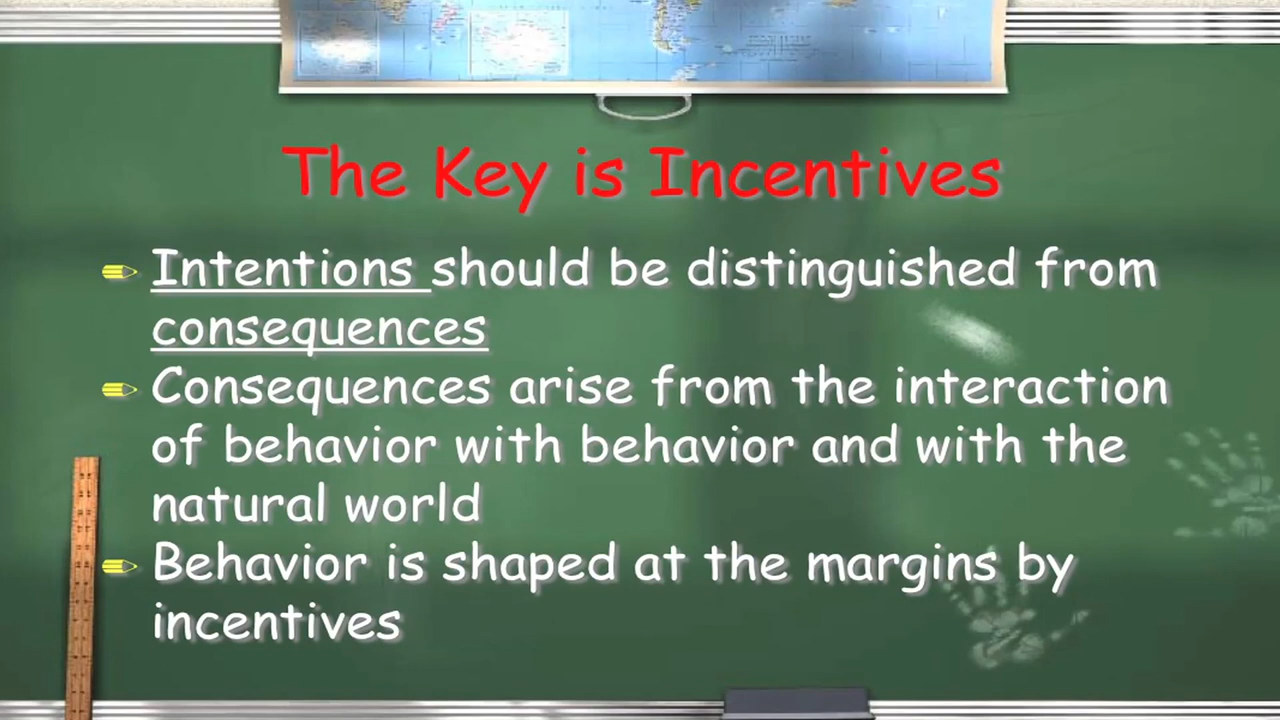 The Key is Incentives
Intentions should be distinguished from
consequences
Consequences arise from the interaction
of behavior with behavior and with the
natural world
Behavior is shaped at the margins by
incentives